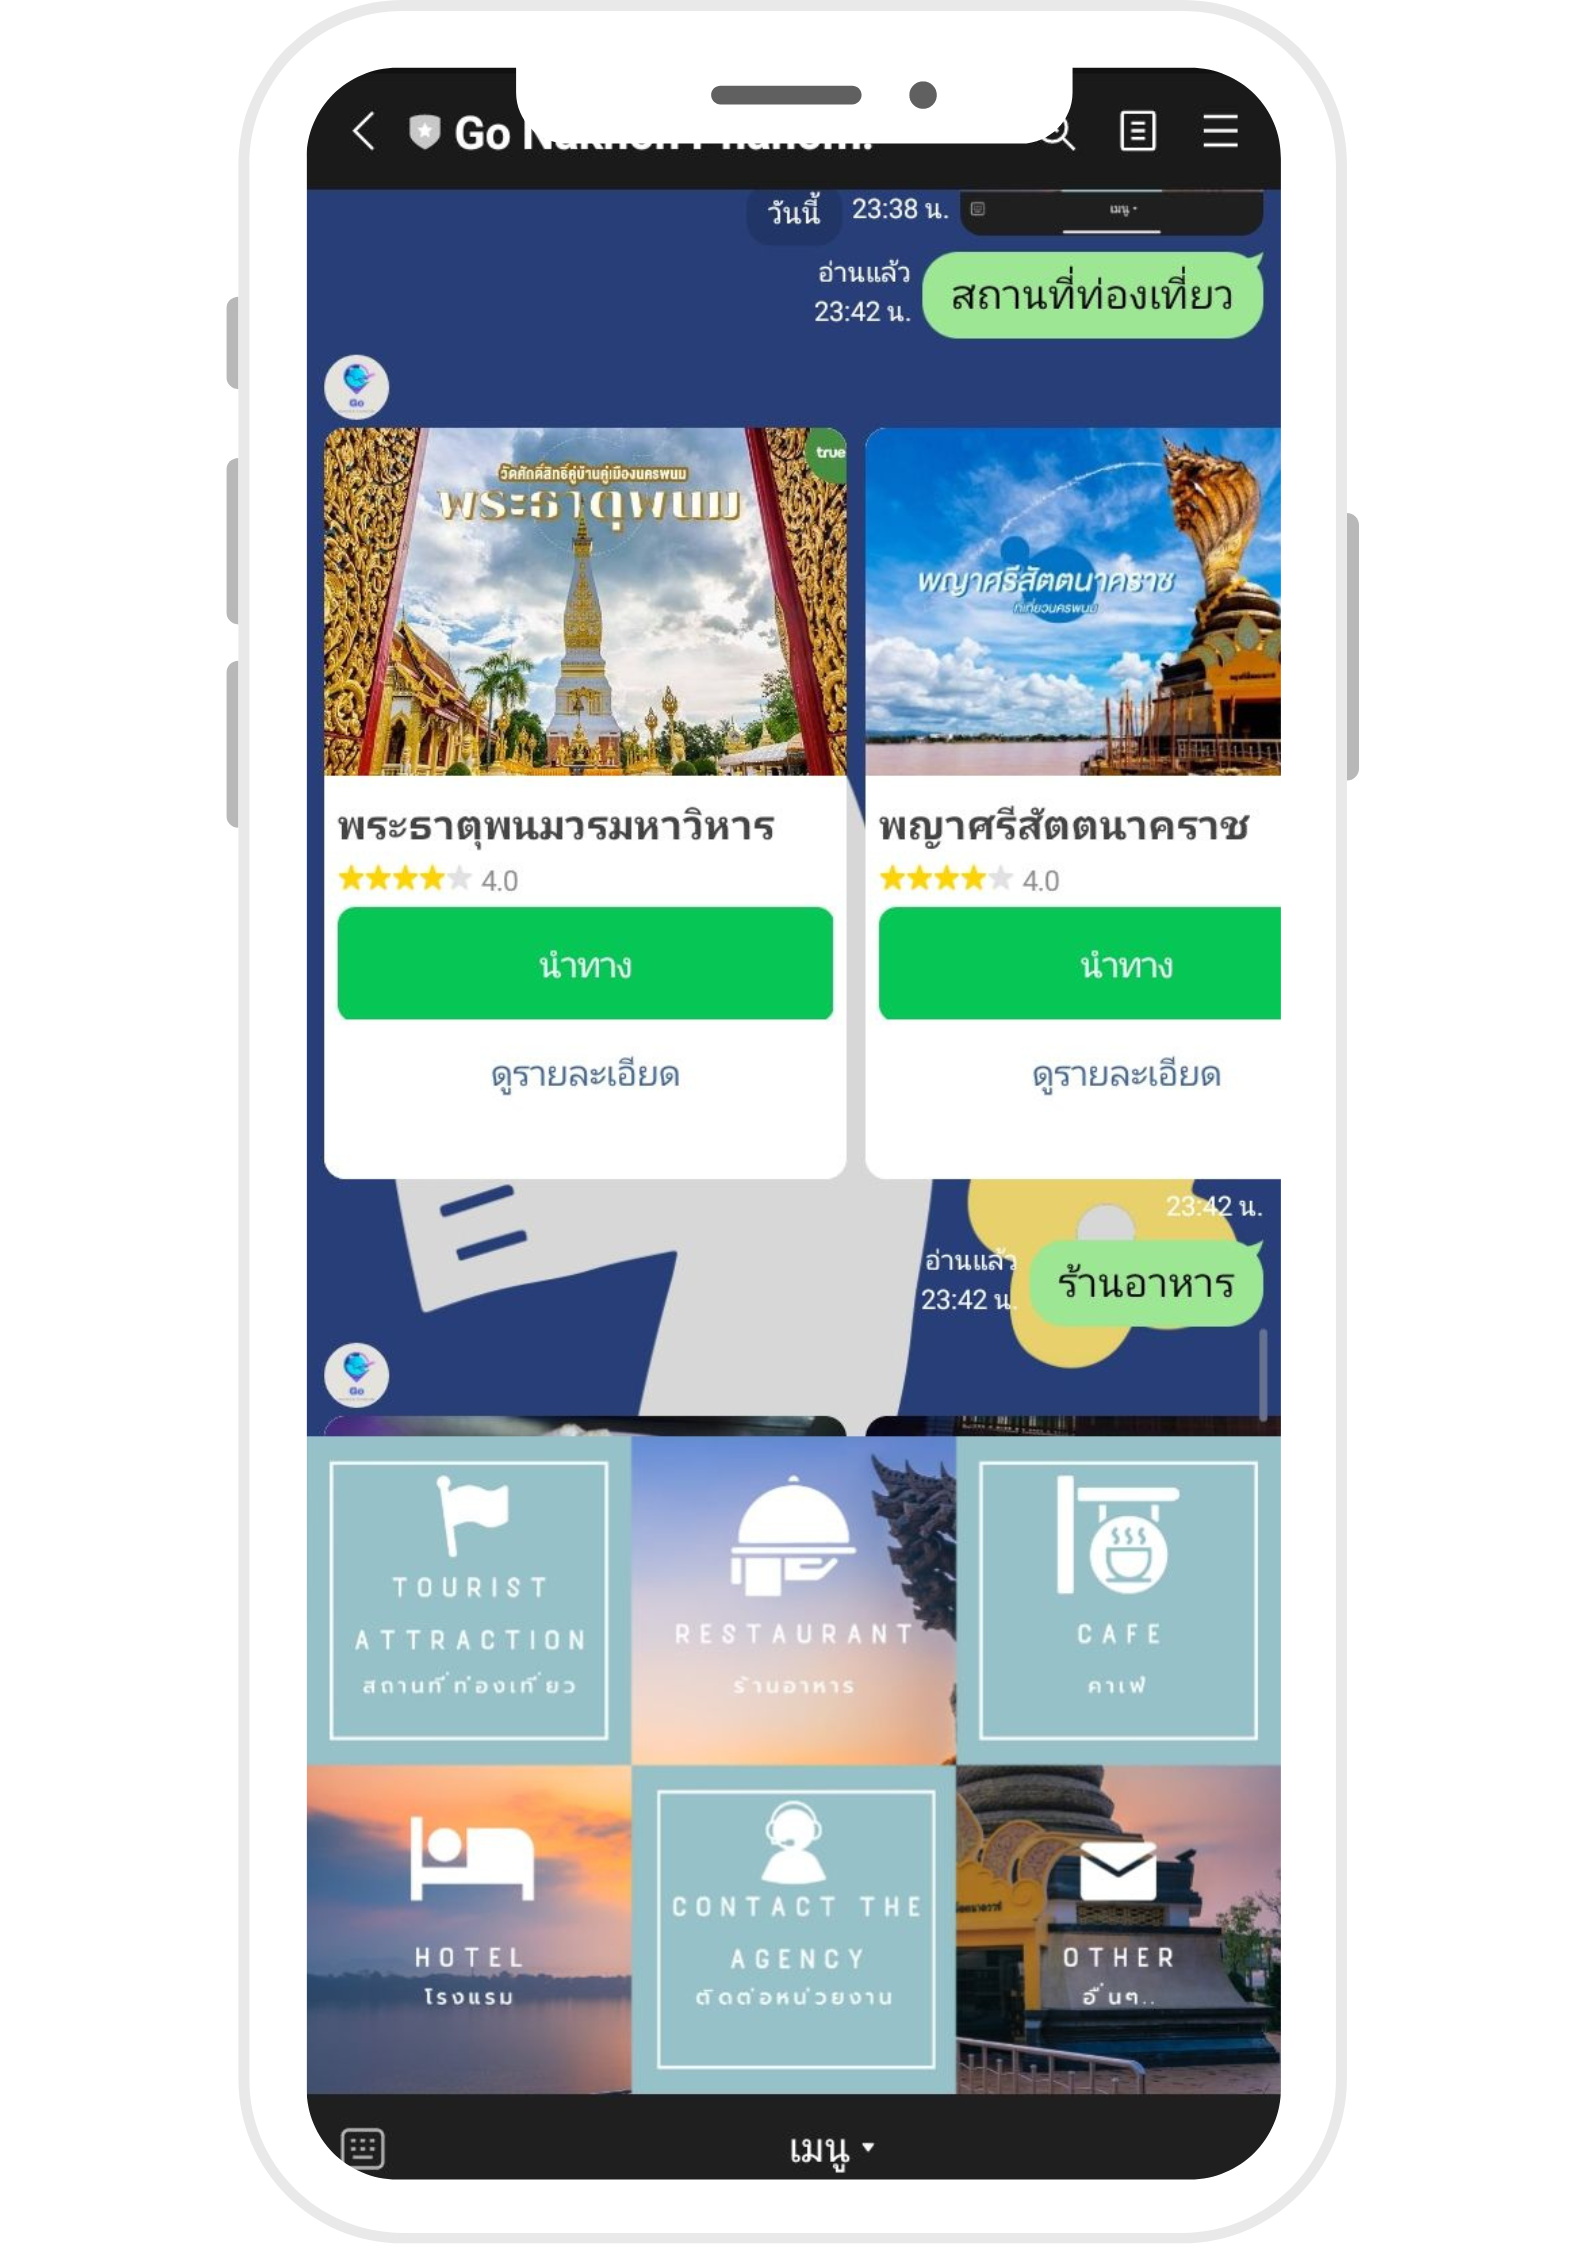 Go Nakhon Phanom!
วันนี้
23:38 น.
เมนู
อ่านแล้ว
23:42 น.
สถานที่ท่องเที่ยว
Go
true
วัดศักดิ์สิทธิ์คู่บ้านคู่เมืองนครพนม
พระธาตุพนม
พญาศรีสัตตนาคราช
ที่เที่ยวนครพนม
พระธาตุพนมวรมหาวิหาร
4.0
นำทาง
ดูรายละเอียด
พญาศรีสัตตนาคราช
4.0
นำทาง
ดูรายละเอียด
23:42 น.
อ่านแล้ว
23:42 น.
ร้านอาหาร
Go
TOURIST
ATTRACTION
สถานที่ท่องเที่ยว
RESTAURANT
ร้านอาหาร
CAFE
คาเฟ่
HOTEL
โรงแรม
CONTACT THE
AGENCY
ติดต่อหน่วยงาน
OTHER
อื่นๆ..
เมนู